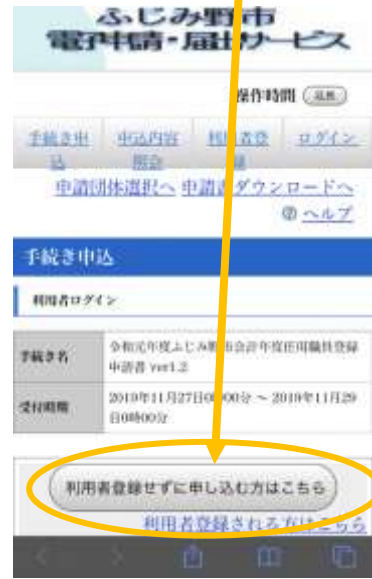 ふじみ野市
電子申請・届出サービス
操作時間 延長
手続き申込 申込内容照会 利用者登録 ログイン
申請団体選択へ 申請書ダウンロードへ
ヘルプ
手続き申込
利用者ログイン
手続き名 令和元年度ふじみ野市会計年度任用職員登録
申請書 ver1.2
受付時期 2019年11月27日0時00分 ～ 2019年11月29
日0時00分
利用者登録せずに申し込む方はこちら
利用者登録される方はこちら